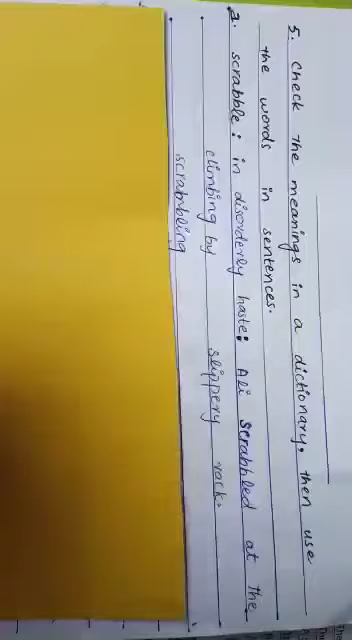 5. Check the meanings in a dictionary, then use
the words in sentences.
a. scrabble: in disorderly haste; Ali scrabbled at the
climbing by slippery rock.
scrabmbling